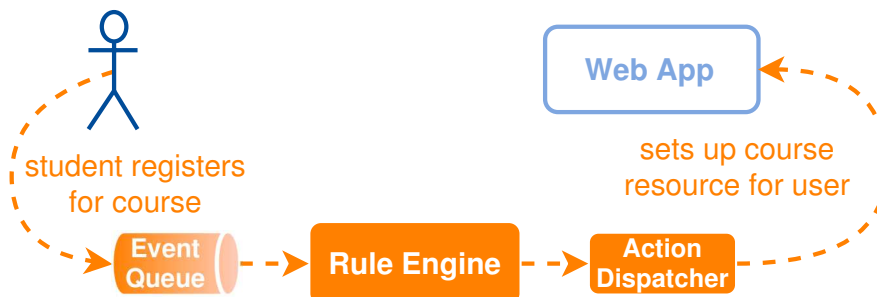 Web App
student registers
for course
sets up course
resource for user
Event
Queue
Rule Engine
Action
Dispatcher